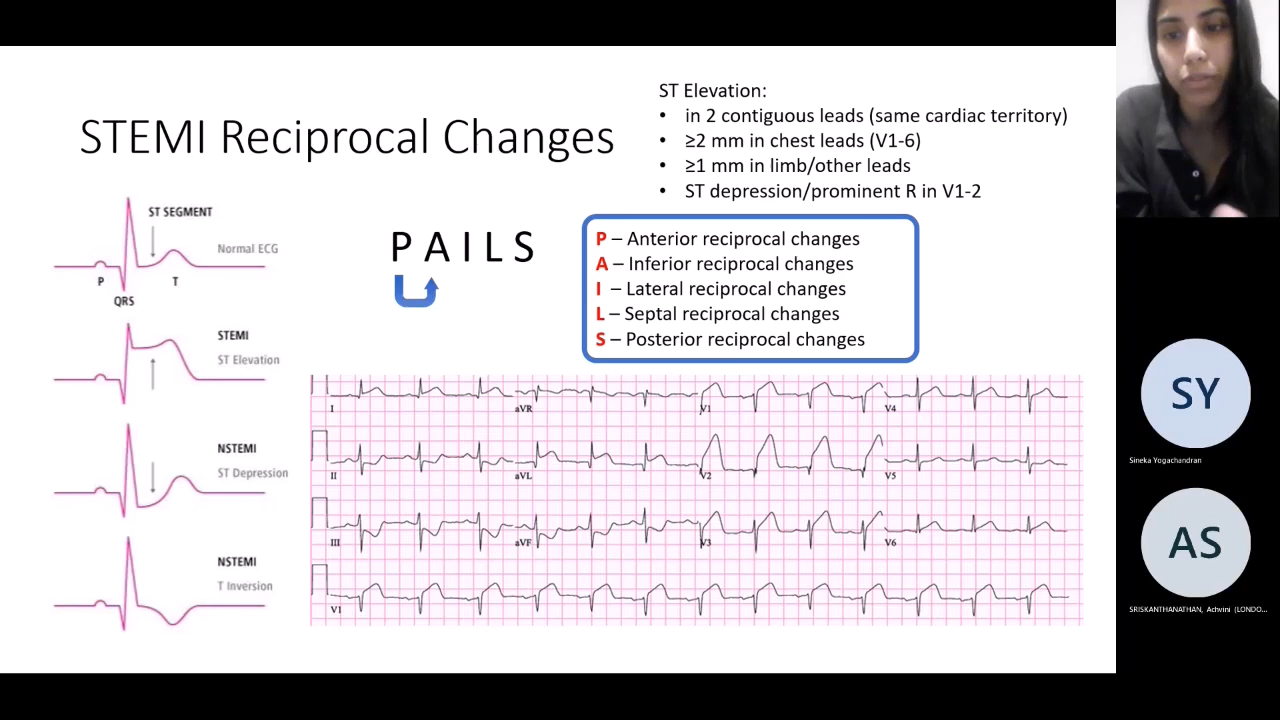 STEMI Reciprocal Changes
ST Elevation:
• in 2 contiguous leads (same cardiac territory)
• ≥2 mm in chest leads (V1-6)
• ≥1 mm in limb/other leads
• ST depression/prominent R in V1-2
ST SEGMENT
Normal ECG
P
T
QRS
STEMI
ST Elevation
NSTEMI
ST Depression
NSTEMI
T Inversion
P A I L S
P – Anterior reciprocal changes
A – Inferior reciprocal changes
I – Lateral reciprocal changes
L – Septal reciprocal changes
S – Posterior reciprocal changes
I aVR V1 V4
II aVL V2 V5
III aVF V3 V6
V1
SY
Sineka Yogachandran
AS
SRISKANTHANATHAN, Achvini (LONDO...